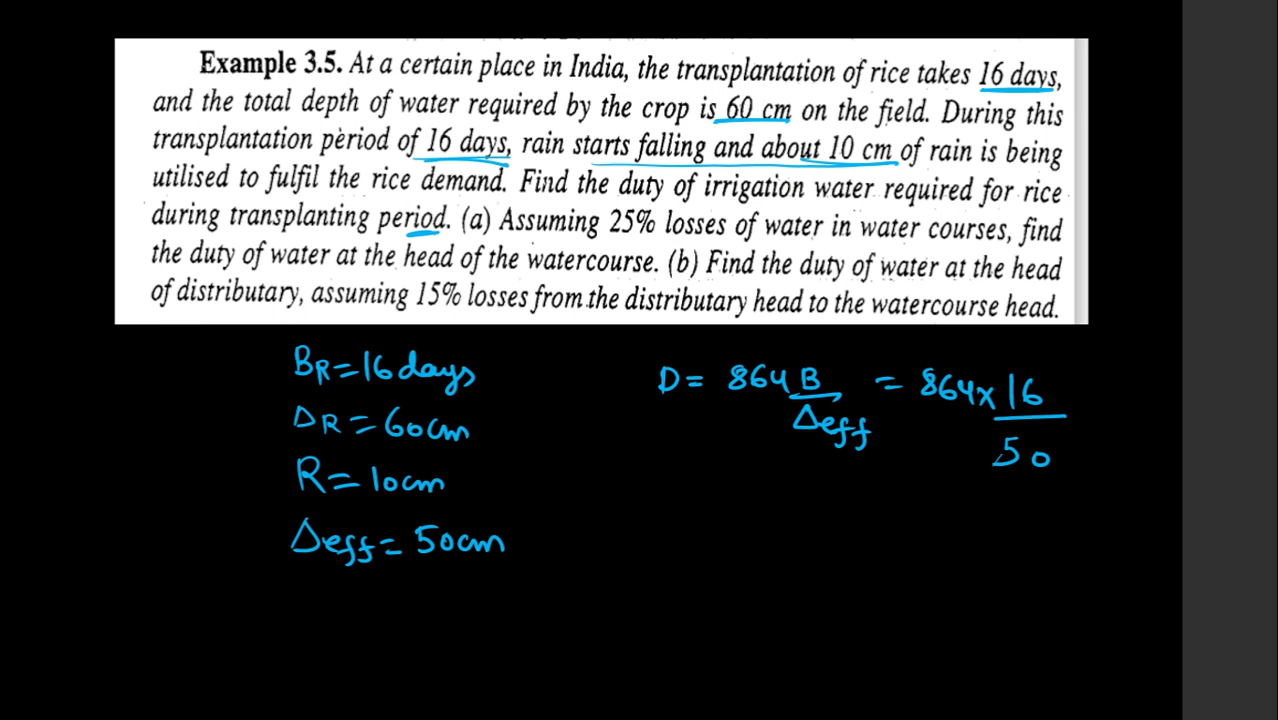 Example 3.5. At a certain place in India, the transplantation of rice takes 16 days,
and the total depth of water required by the crop is 60 cm on the field. During this
transplantation period of 16 days, rain starts falling and about 10 cm of rain is being
utilised to fulfil the rice demand. Find the duty of irrigation water required for rice
during transplanting period. (a) Assuming 25% losses of water in water courses, find
the duty of water at the head of the watercourse. (b) Find the duty of water at the head
of distributary, assuming 15% losses from the distributary head to the watercourse head.
BR=16days
ΔR=60cm
R=10cm
Δeff=50cm
D= 864 B/Δeff = 864x 16/50